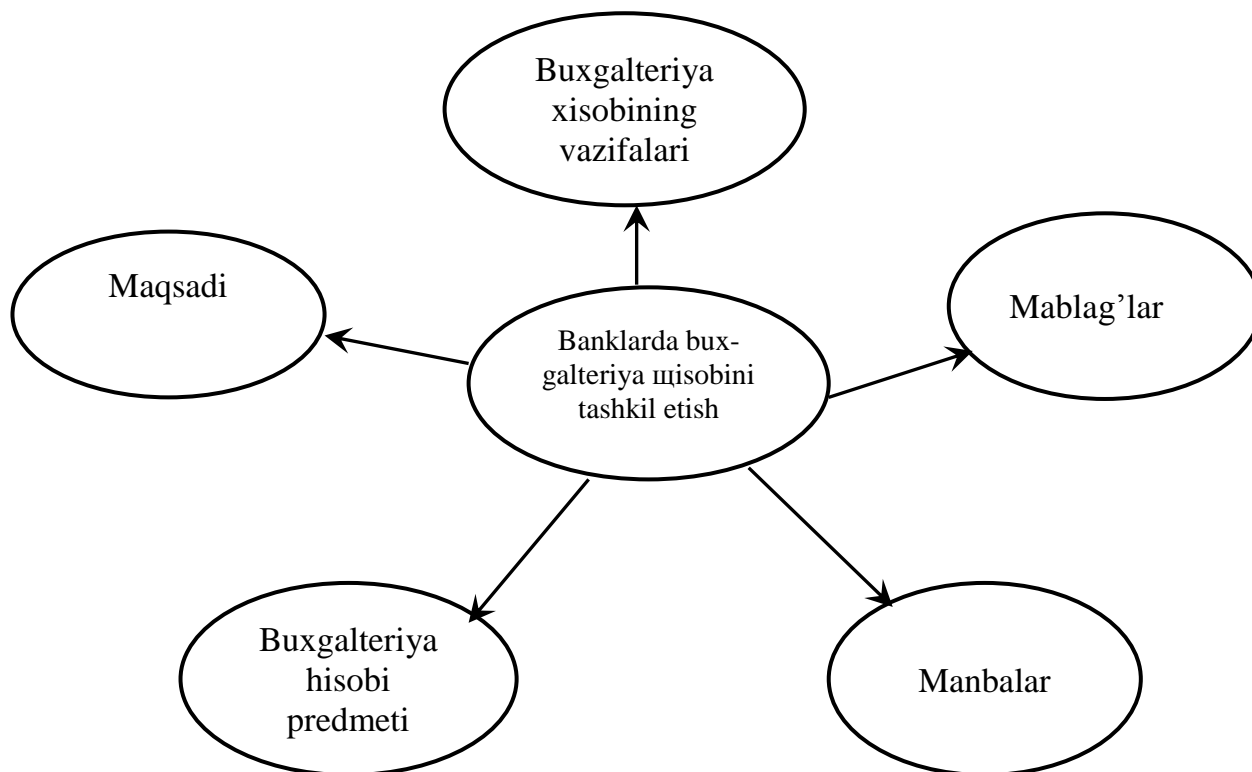 Buxgalteriya
xisobining
vazifalari
Maqsadi
Mablag’lar
Banklarda bux-
galteriya щisobini
tashkil etish
Buxgalteriya
hisobi
predmeti
Manbalar